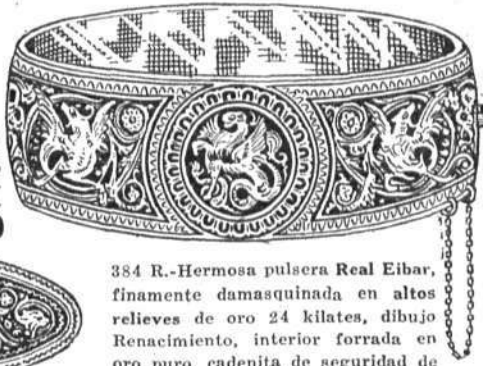 384 R.-Hermosa pulsera Real Eibar,
finamente damasquinada en altos
relieves de oro 24 kilates, dibujo
Renacimiento, interior forrada en
oro puro, cadenita de seguridad de